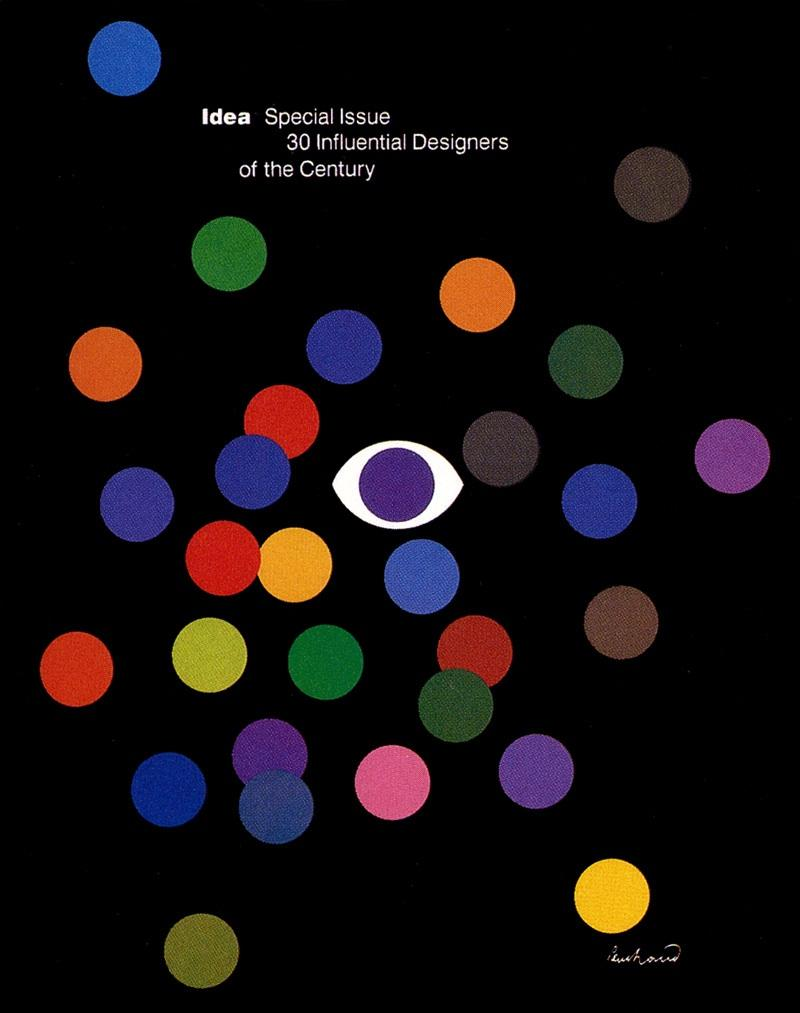 Idea Special Issue
30 Influential Designers
of the Century